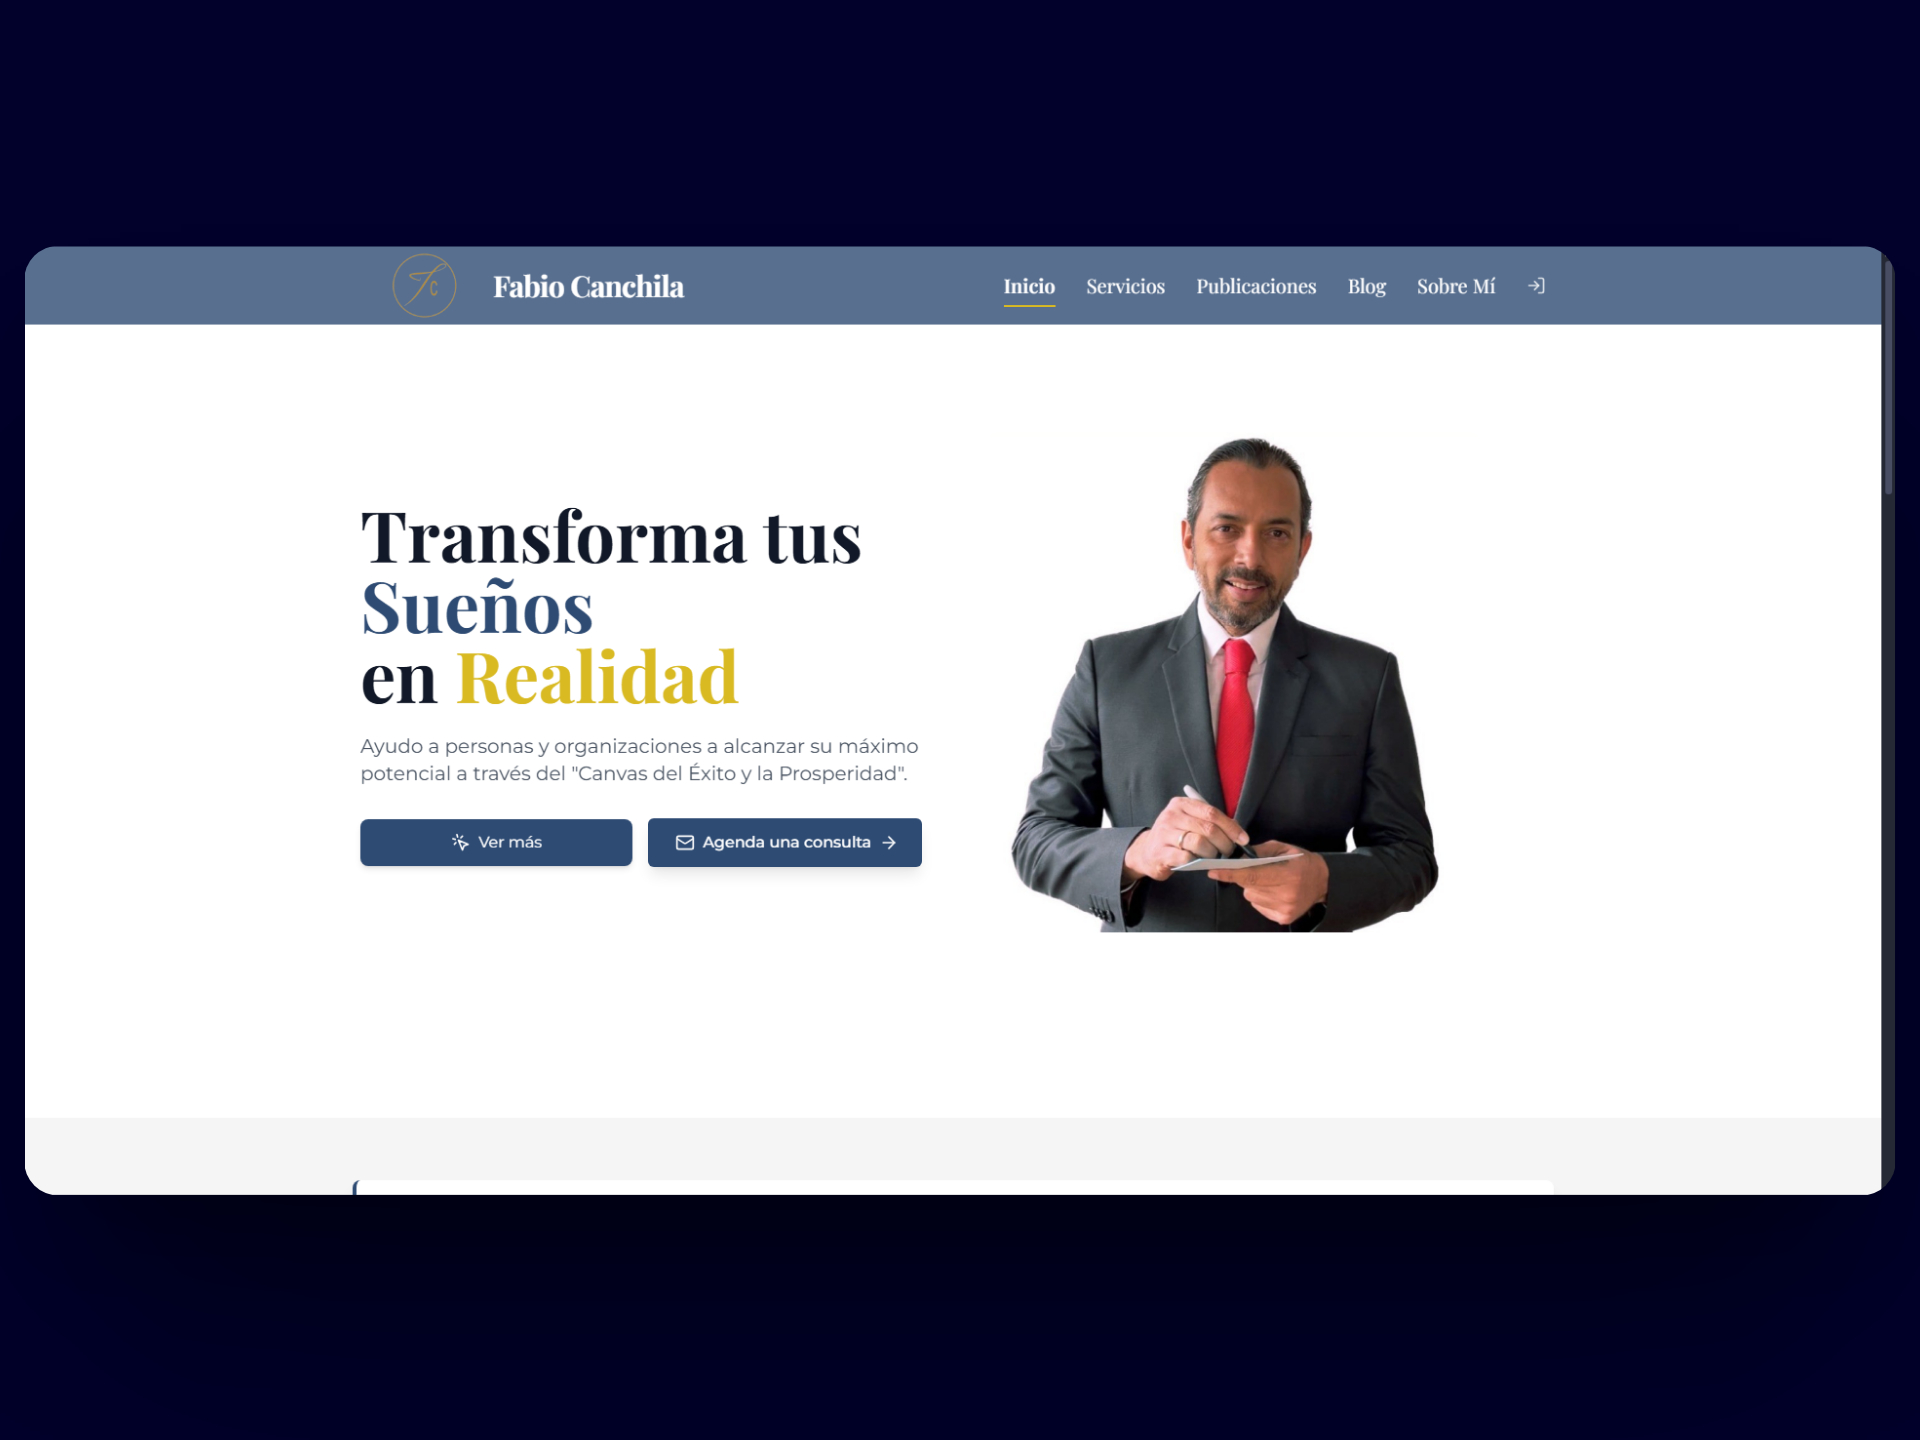 Fabio Canchila
Inicio Servicios Publicaciones Blog Sobre Mí
Transforma tus
Sueños
en Realidad
Ayudo a personas y organizaciones a alcanzar su máximo
potencial a través del "Canvas del Éxito y la Prosperidad".
Ver más
Agenda una consulta